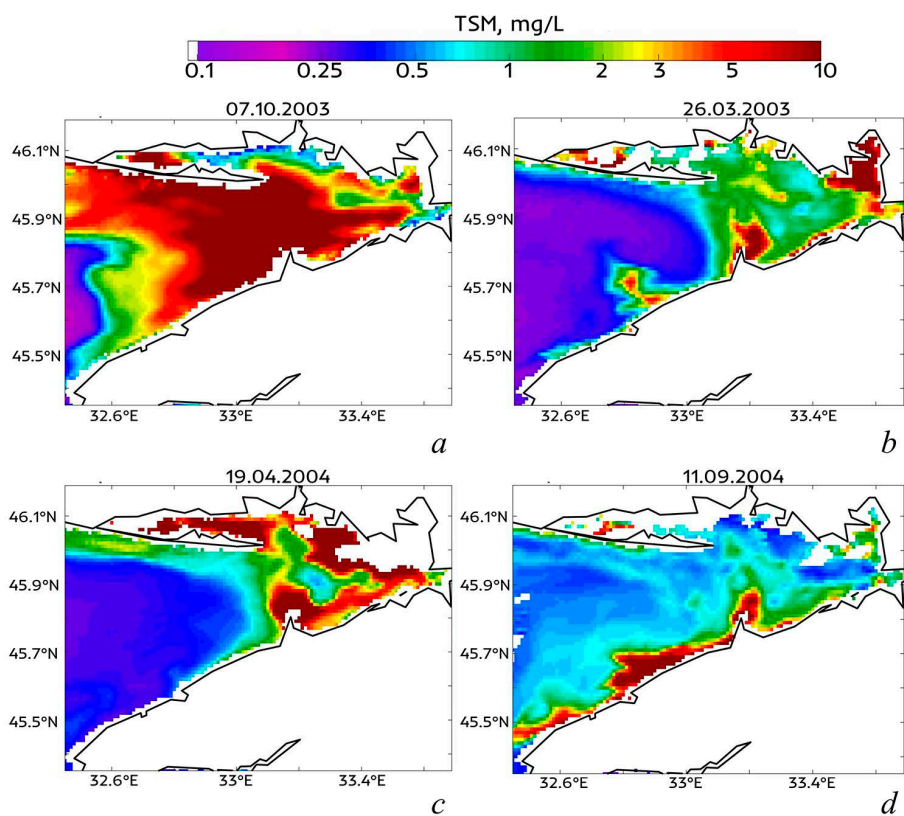 TSM, mg/L
0.1 0.25 0.5 1 2 3 5 10
07.10.2003 26.03.2003
46.1°N 46.1°N
45.9°N 45.9°N
45.7°N 45.7°N
45.5°N 45.5°N
32.6°E 33°E 33.4°E 32.6°E 33°E 33.4°E
a b
19.04.2004 11.09.2004
46.1°N 46.1°N
45.9°N 45.9°N
45.7°N 45.7°N
45.5°N 45.5°N
32.6°E 33°E 33.4°E 32.6°E 33°E 33.4°E
c d